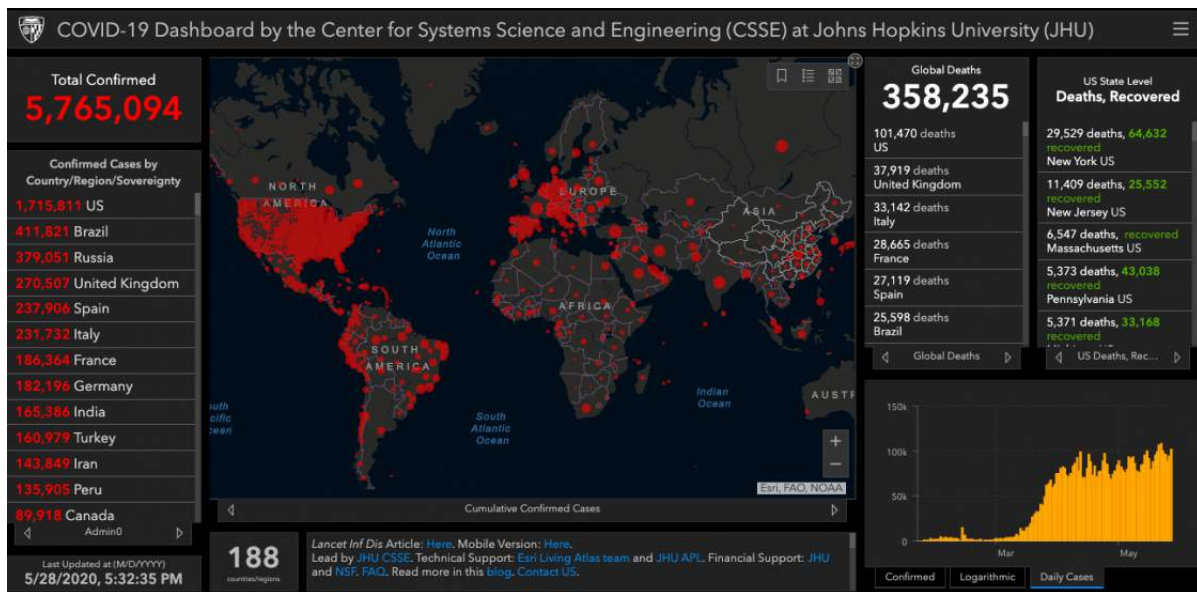 COVID-19 Dashboard by the Center for Systems Science and Engineering (CSSE) at Johns Hopkins University (JHU)
Total Confirmed
5,765,094
Confirmed Cases by
Country/Region/Sovereignty
1,715,811 US
411,821 Brazil
379,051 Russia
270,507 United Kingdom
237,906 Spain
231,732 Italy
186,364 France
182,196 Germany
165,386 India
160,979 Turkey
143,849 Iran
135,905 Peru
89,918 Canada
Admin0
Last Updated at (M/D/YYYY)
5/28/2020, 5:32:35 PM
NORTH
AMERICA
North
Atlantic
Ocean
EUROPE
ASIA
AFRICA
SOUTH
AMERICA
South
Atlantic
Ocean
Indian
Ocean
AUST
uth
cific
cean
+
−
Esri, FAO, NOAA
Cumulative Confirmed Cases
188
countries/regions
Lancet Inf Dis Article: Here. Mobile Version: Here.
Lead by JHU CSSE. Technical Support: Esri Living Atlas team and JHU APL. Financial Support: JHU
and NSF. FAQ. Read more in this blog. Contact US.
Global Deaths
358,235
101,470 deaths
US
37,919 deaths
United Kingdom
33,142 deaths
Italy
28,665 deaths
France
27,119 deaths
Spain
25,598 deaths
Brazil
Global Deaths
US State Level
Deaths, Recovered
29,529 deaths, 64,632
recovered
New York US
11,409 deaths, 25,552
recovered
New Jersey US
6,547 deaths, recovered
Massachusetts US
5,373 deaths, 43,038
recovered
Pennsylvania US
5,371 deaths, 33,168
recovered
US Deaths, Rec...
150k
100k
50k
0
Mar
May
Confirmed
Logarithmic
Daily Cases